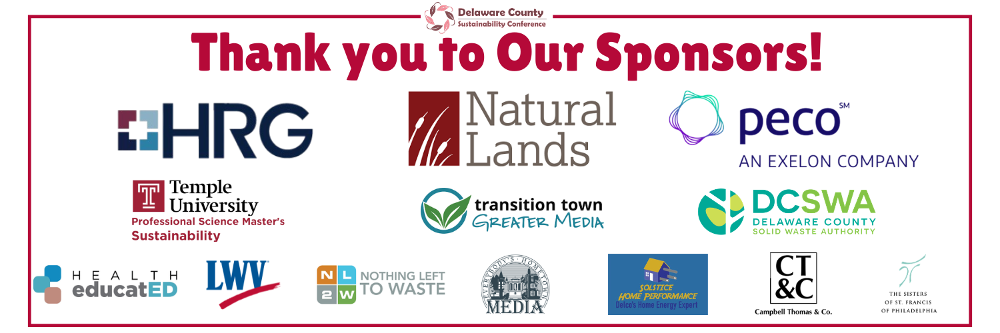 Delaware County
Sustainability Conference
Thank you to Our Sponsors!
HRG
Natural
Lands
peco℠
AN EXELON COMPANY
T
Temple
University
Professional Science Master's
Sustainability
transition town
GREATER MEDIA
DCSWA
DELAWARE COUNTY
SOLID WASTE AUTHORITY
HEALTH
educatED
LWV®
NL
2W
NOTHING LEFT
TO WASTE
EVERYBODY'S · HOMETOWN
MEDIA
SOLSTICE
HOME PERFORMANCE
Delco's Home Energy Expert
CT
&C
Campbell Thomas & Co.
THE SISTERS
OF ST. FRANCIS
OF PHILADELPHIA